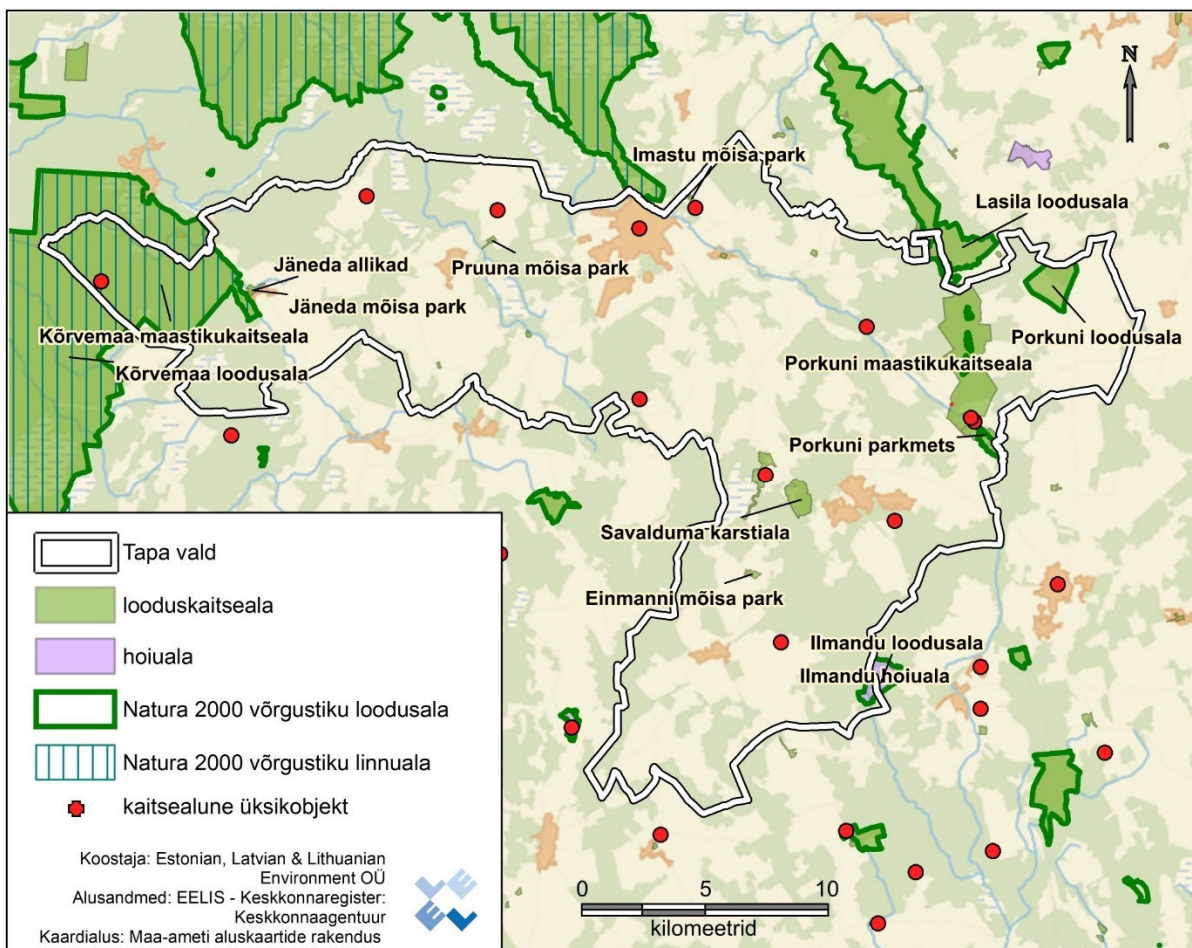 N
Imastu mõisa park
Lasila loodusala
Pruuna mõisa park
Jäneda allikad
Jäneda mõisa park
Kõrvemaa maastikukaitseala
Kõrvemaa loodusala
Porkuni loodusala
Porkuni maastikukaitseala
Porkuni parkmets
Savalduma karstiala
Einmanni mõisa park
Ilmandu loodusala
Ilmandu hoiuala
Tapa vald
looduskaitseala
hoiuala
Natura 2000 võrgustiku loodusala
Natura 2000 võrgustiku linnuala
kaitsealune üksikobjekt
Koostaja: Estonian, Latvian & Lithuanian
Environment OÜ
Alusandmed: EELIS - Keskkonnaregister:
Keskkonnaagentuur
Kaardialus: Maa-ameti aluskaartide rakendus
E L E
L
0 5 10
kilomeetrid